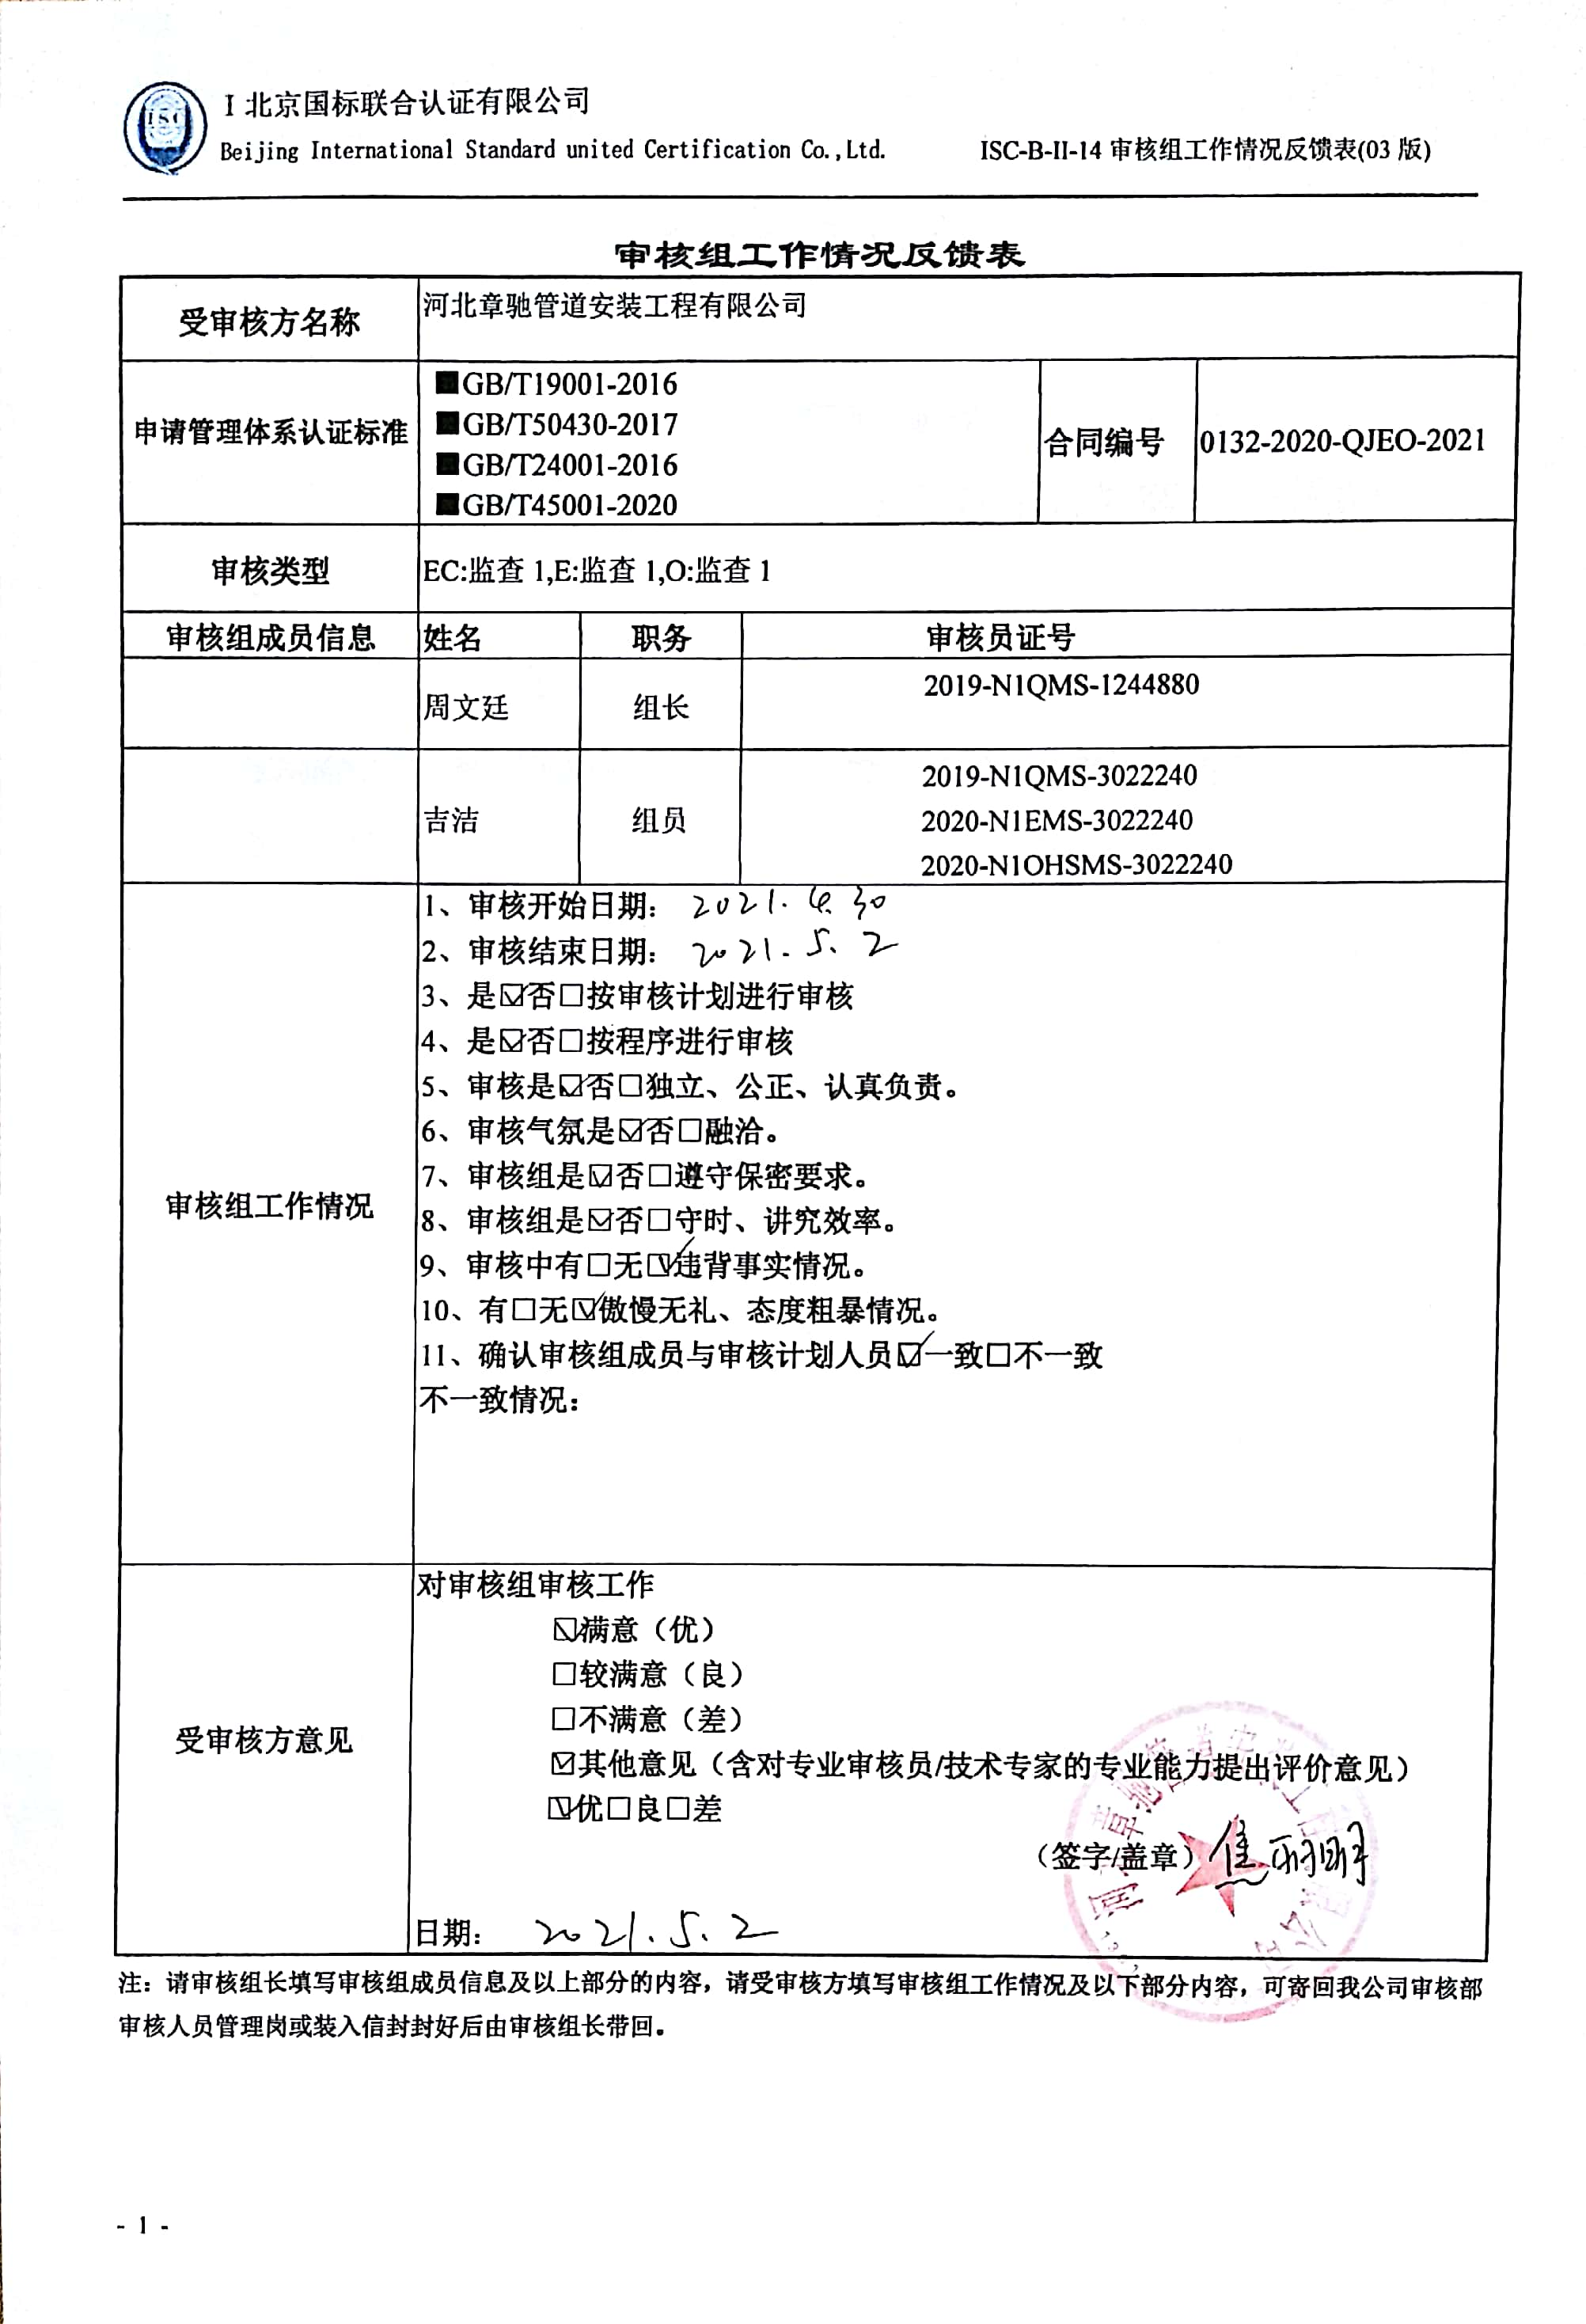 ISC
I 北京国标联合认证有限公司
Beijing International Standard united Certification Co.,Ltd.
ISC-B-II-14 审核组工作情况反馈表(03 版)
审核组工作情况反馈表
受审核方名称
河北章驰管道安装工程有限公司
申请管理体系认证标准
■GB/T19001-2016
■GB/T50430-2017
■GB/T24001-2016
■GB/T45001-2020
合同编号
0132-2020-QJEO-2021
审核类型
EC:监查 1,E:监查 1,O:监查 1
审核组成员信息 姓名 职务 审核员证号
周文廷 组长 2019-N1QMS-1244880
吉洁 组员
2019-N1QMS-3022240
2020-N1EMS-3022240
2020-N1OHSMS-3022240
审核组工作情况
1、审核开始日期： 2021.4.30
2、审核结束日期： 2021.5.2
3、是☑否□按审核计划进行审核
4、是☑否□按程序进行审核
5、审核是☑否□独立、公正、认真负责。
6、审核气氛是☑否□融洽。
7、审核组是☑否□遵守保密要求。
8、审核组是☑否□守时、讲究效率。
9、审核中有□无☑违背事实情况。
10、有□无☑傲慢无礼、态度粗暴情况。
11、确认审核组成员与审核计划人员☑一致□不一致
不一致情况：
受审核方意见
对审核组审核工作
☑满意（优）
□较满意（良）
□不满意（差）
☑其他意见（含对专业审核员/技术专家的专业能力提出评价意见）
☑优□良□差
（签字/盖章）焦丽明
日期： 2021.5.2
注：请审核组长填写审核组成员信息及以上部分的内容，请受审核方填写审核组工作情况及以下部分内容，可寄回我公司审核部
审核人员管理岗或装入信封封好后由审核组长带回。
- 1 -